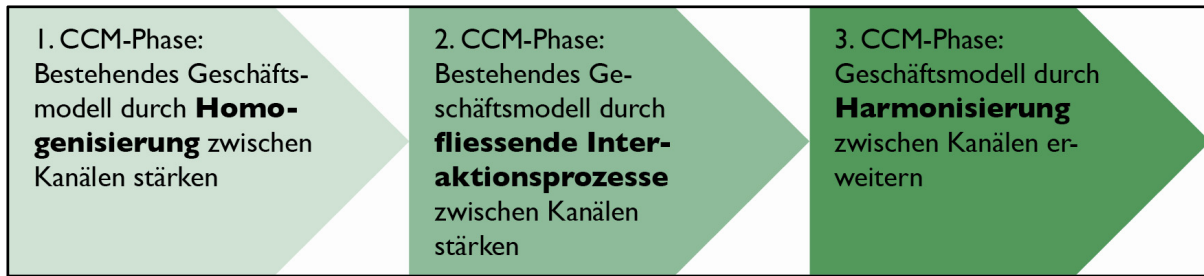 1. CCM-Phase:
Bestehendes Geschäfts-
modell durch Homo-
genisierung zwischen
Kanälen stärken
2. CCM-Phase:
Bestehendes Ge-
schäftsmodell durch
fliessende Inter-
aktionsprozesse
zwischen Kanälen
stärken
3. CCM-Phase:
Geschäftsmodell durch
Harmonisierung
zwischen Kanälen er-
weitern